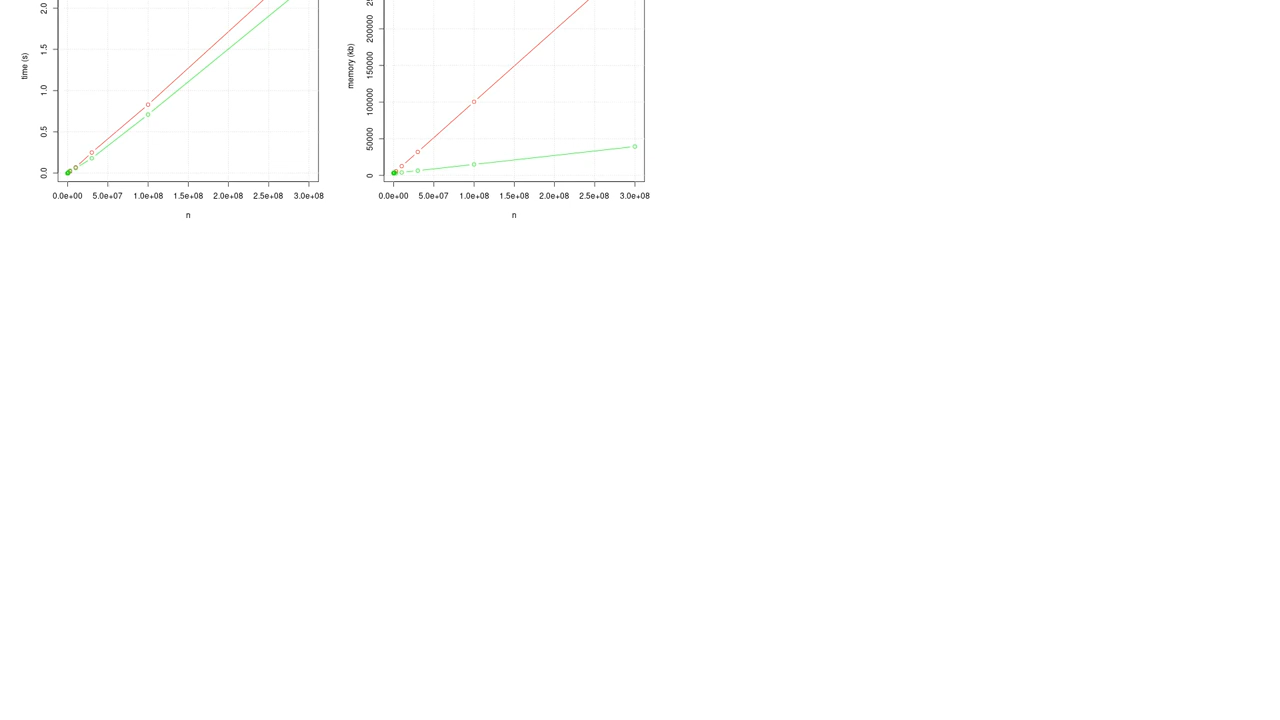 2.0
1.5
1.0
0.5
0.0
time (s)
0.0e+00 5.0e+07 1.0e+08 1.5e+08 2.0e+08 2.5e+08 3.0e+08
n
200000
150000
100000
50000
0
memory (kb)
0.0e+00 5.0e+07 1.0e+08 1.5e+08 2.0e+08 2.5e+08 3.0e+08
n